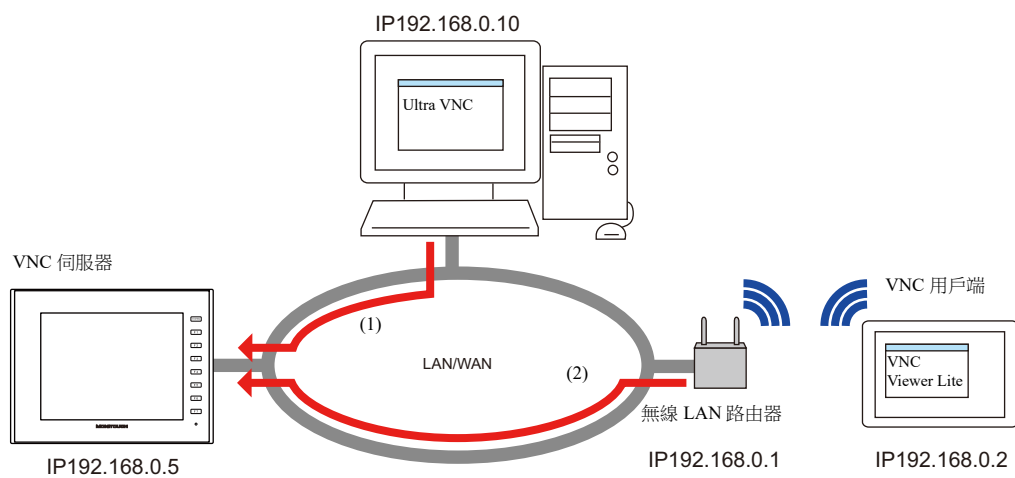 IP192.168.0.10
Ultra VNC
VNC 伺服器
(1)
LAN/WAN
(2)
VNC 用戶端
VNC
Viewer Lite
無線 LAN 路由器
MONITOUCH
IP192.168.0.5
IP192.168.0.1
IP192.168.0.2